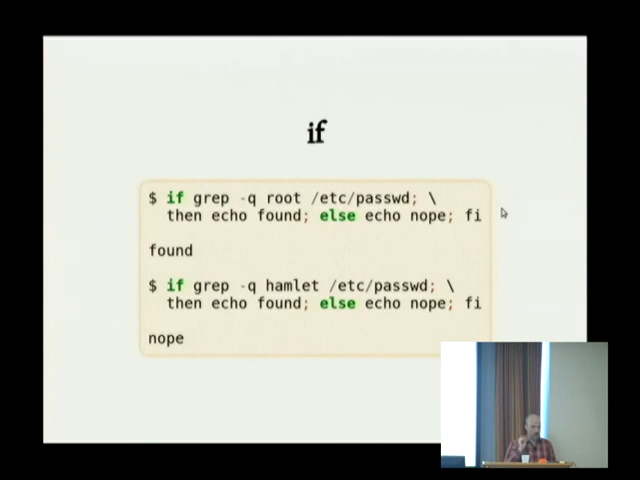 if
$ if grep -q root /etc/passwd; \
then echo found; else echo nope; fi
found
$ if grep -q hamlet /etc/passwd; \
then echo found; else echo nope; fi
nope